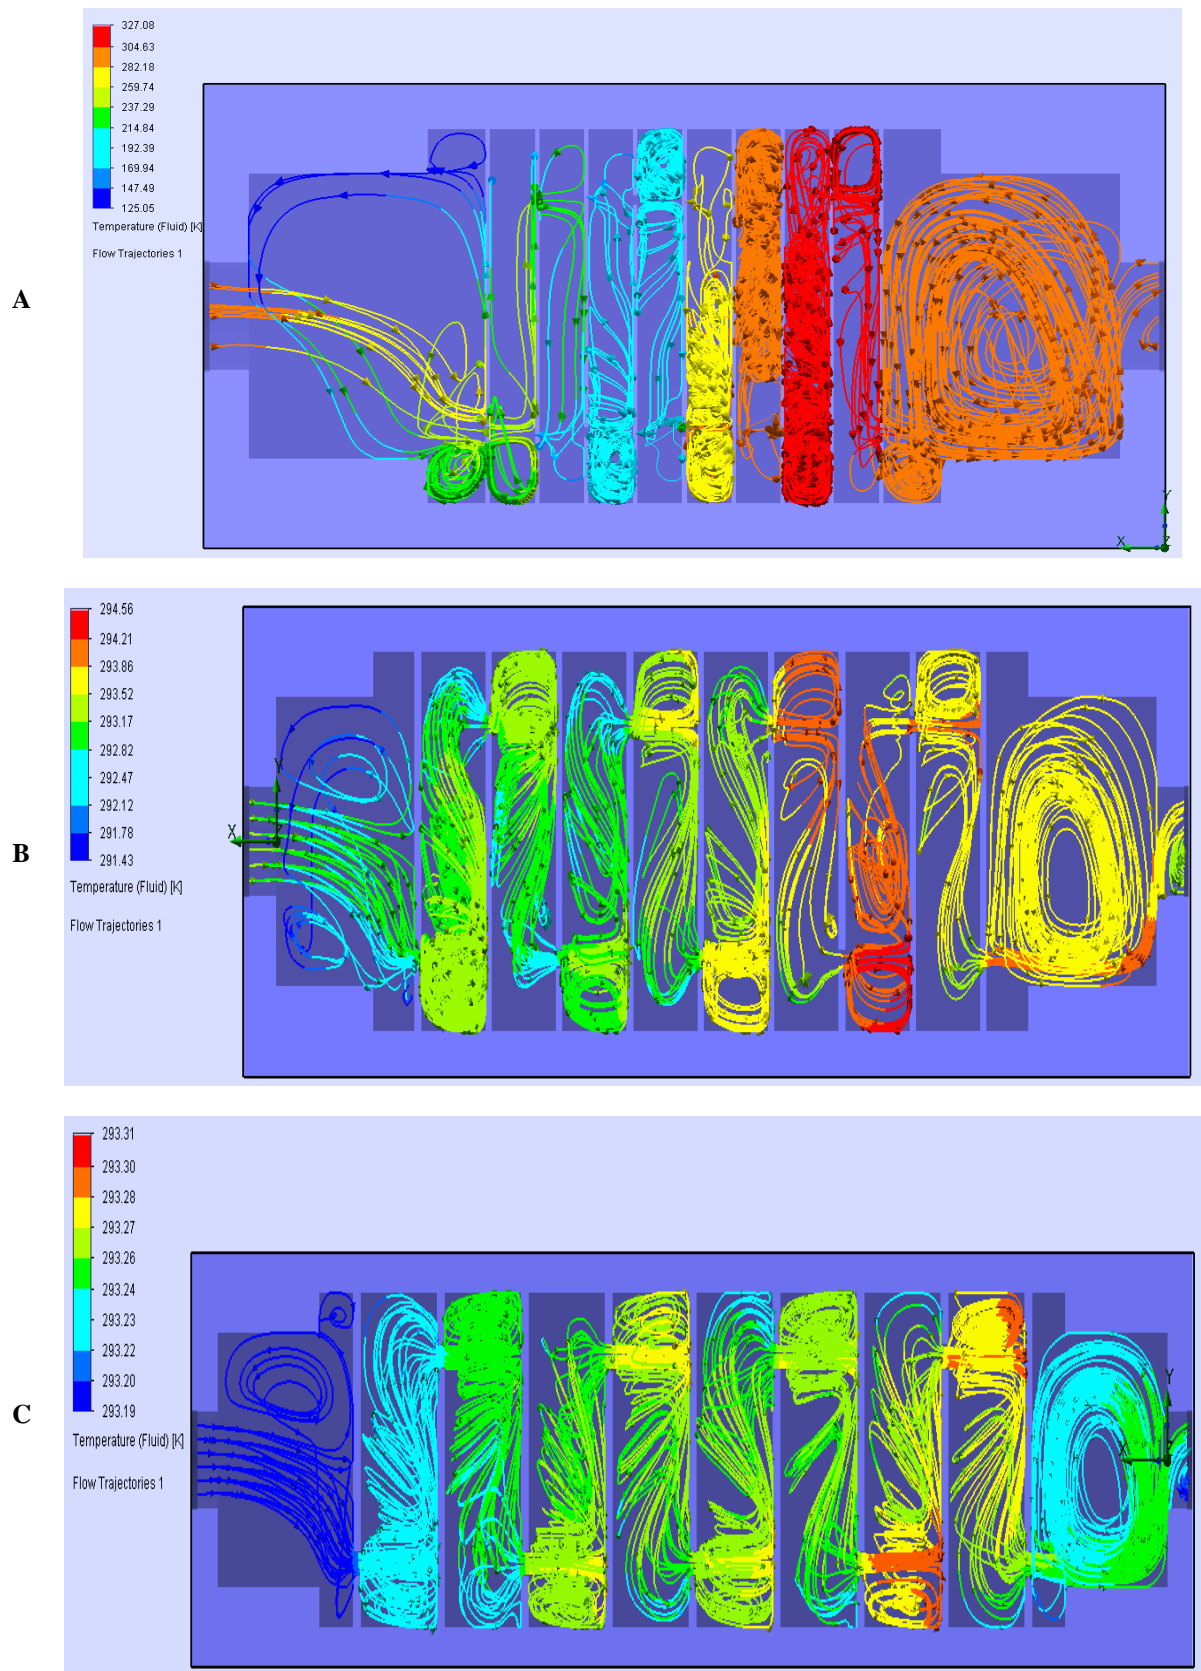 327.08
304.63
282.18
259.74
237.29
214.84
192.39
169.94
147.49
125.05
Temperature (Fluid) [K]
Flow Trajectories 1
A
Y
X
Z
294.56
294.21
293.86
293.52
293.17
292.82
292.47
292.12
291.78
291.43
Temperature (Fluid) [K]
Flow Trajectories 1
Y
X
B
293.31
293.30
293.28
293.27
293.26
293.24
293.23
293.22
293.20
293.19
Temperature (Fluid) [K]
Flow Trajectories 1
Y
X
Z
C